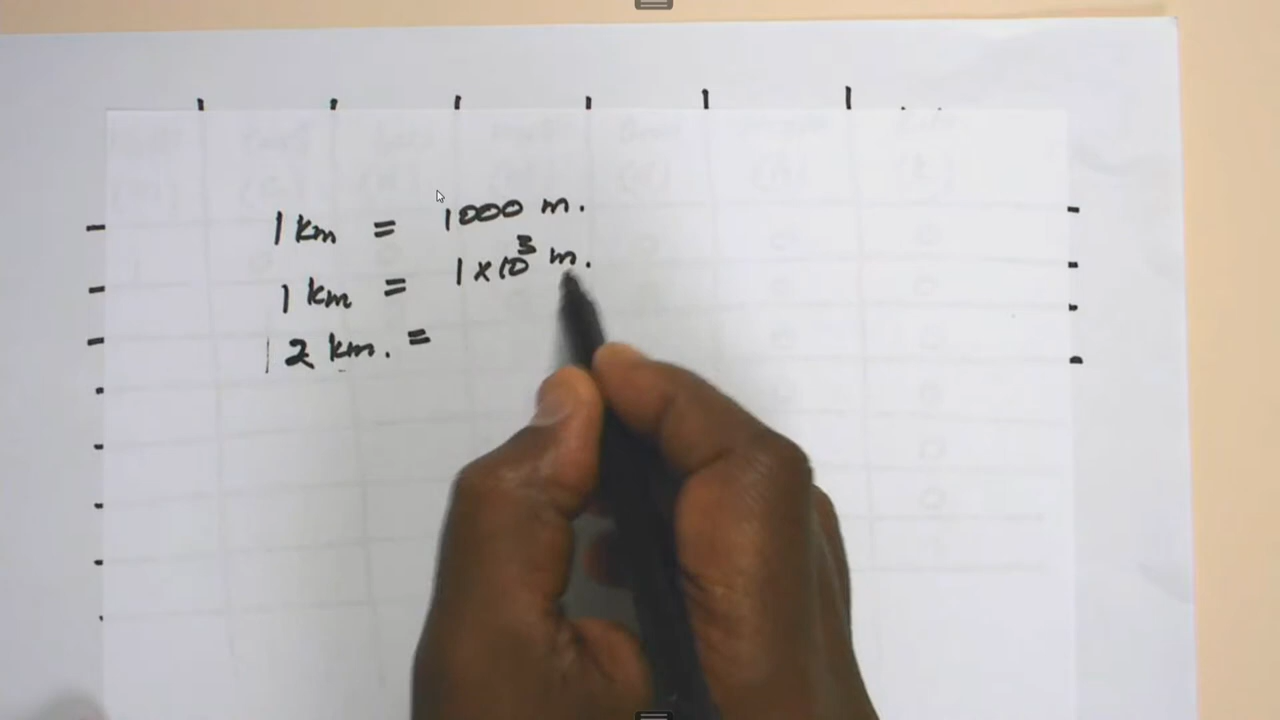 1 km = 1000 m.
1 km = 1 × 10³ m.
2 km. =